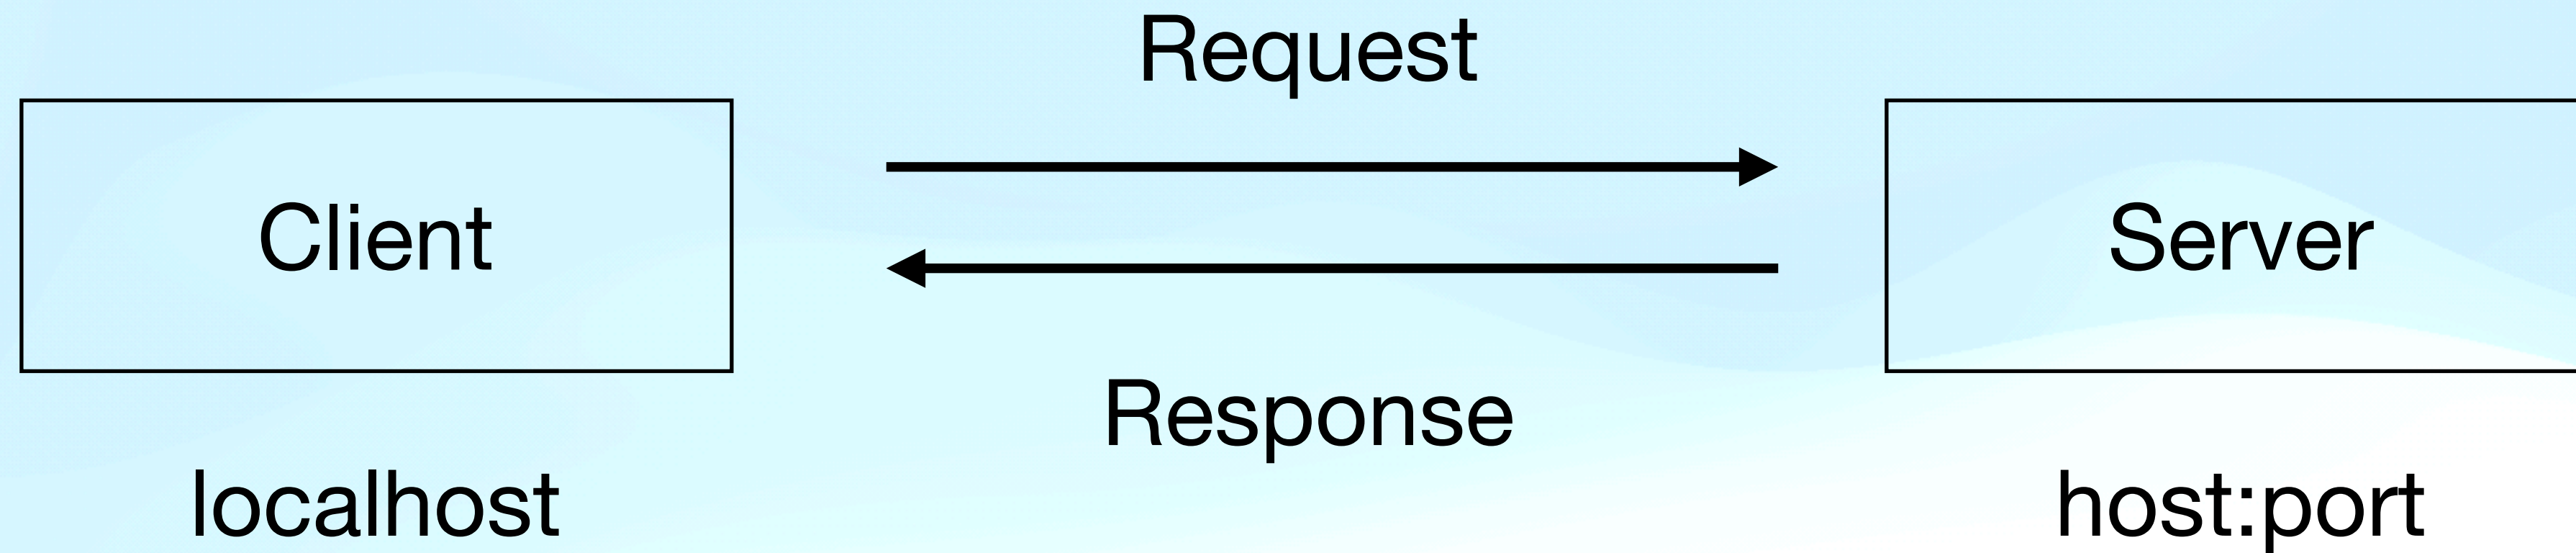 Request
Client
Server
Response
localhost
host:port